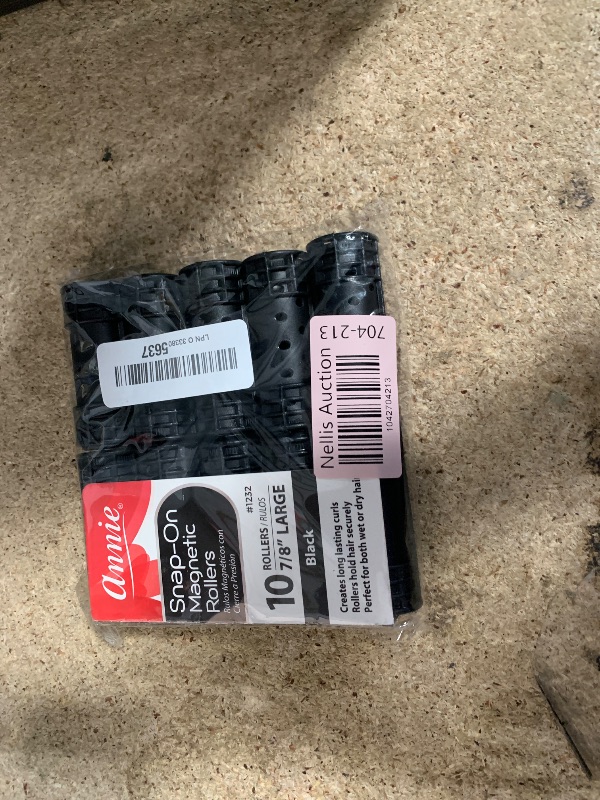 LPN O 33380 5637
Nellis Auction
704-213
1042704213
annie®
Snap-On
Magnetic
Rollers
Rulos Magnéticos con
Cierre a Presión
#1232
10 ROLLERS / RULOS
7/8" LARGE
Black
Creates long lasting curls
Rollers hold hair securely
Perfect for both wet or dry hair